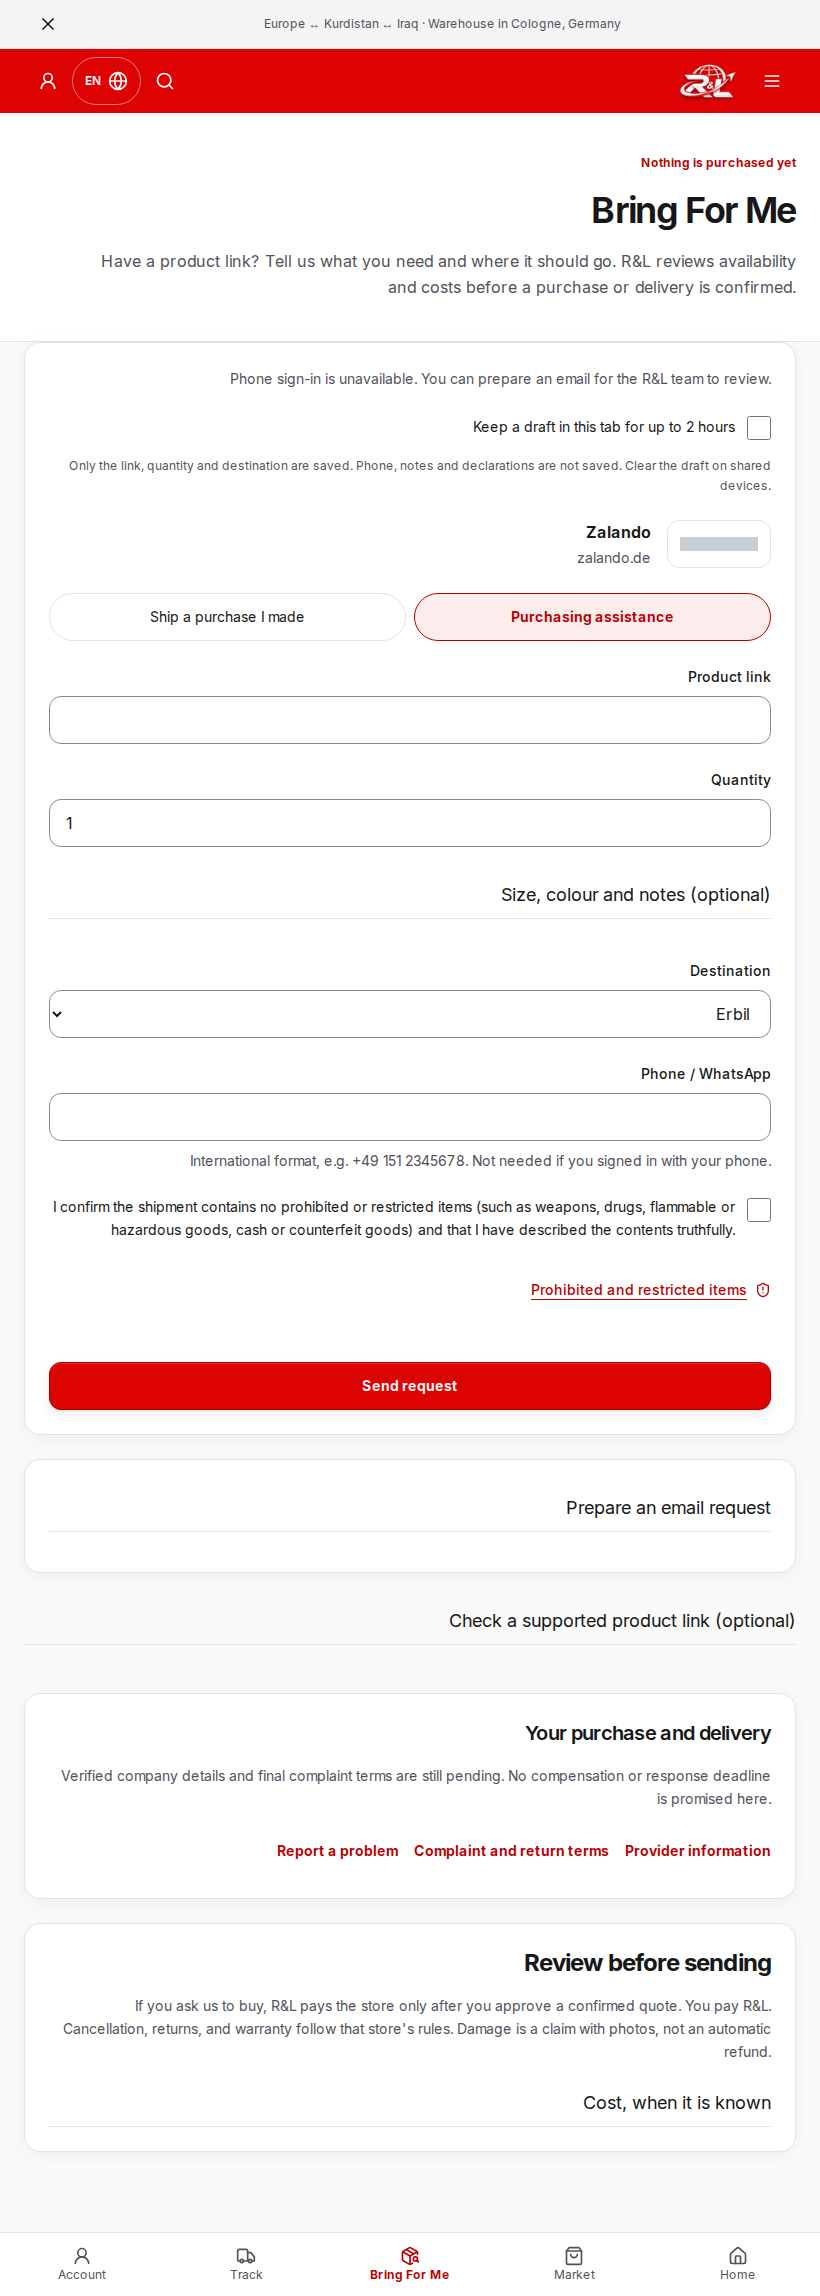 Europe ↔ Kurdistan ↔ Iraq · Warehouse in Cologne, Germany
R&L
EN
Nothing is purchased yet
Bring For Me
Have a product link? Tell us what you need and where it should go. R&L reviews availability
and costs before a purchase or delivery is confirmed.
Phone sign-in is unavailable. You can prepare an email for the R&L team to review.
Keep a draft in this tab for up to 2 hours
Only the link, quantity and destination are saved. Phone, notes and declarations are not saved. Clear the draft on shared
devices.
Zalando
zalando.de
Purchasing assistance
Ship a purchase I made
Product link
Quantity
1
Size, colour and notes (optional)
Destination
Erbil
Phone / WhatsApp
International format, e.g. +49 151 2345678. Not needed if you signed in with your phone.
I confirm the shipment contains no prohibited or restricted items (such as weapons, drugs, flammable or
hazardous goods, cash or counterfeit goods) and that I have described the contents truthfully.
Prohibited and restricted items
Send request
Prepare an email request
Check a supported product link (optional)
Your purchase and delivery
Verified company details and final complaint terms are still pending. No compensation or response deadline
is promised here.
Provider information
Complaint and return terms
Report a problem
Review before sending
If you ask us to buy, R&L pays the store only after you approve a confirmed quote. You pay R&L.
Cancellation, returns, and warranty follow that store's rules. Damage is a claim with photos, not an automatic
refund.
Cost, when it is known
Home
Market
Bring For Me
Track
Account